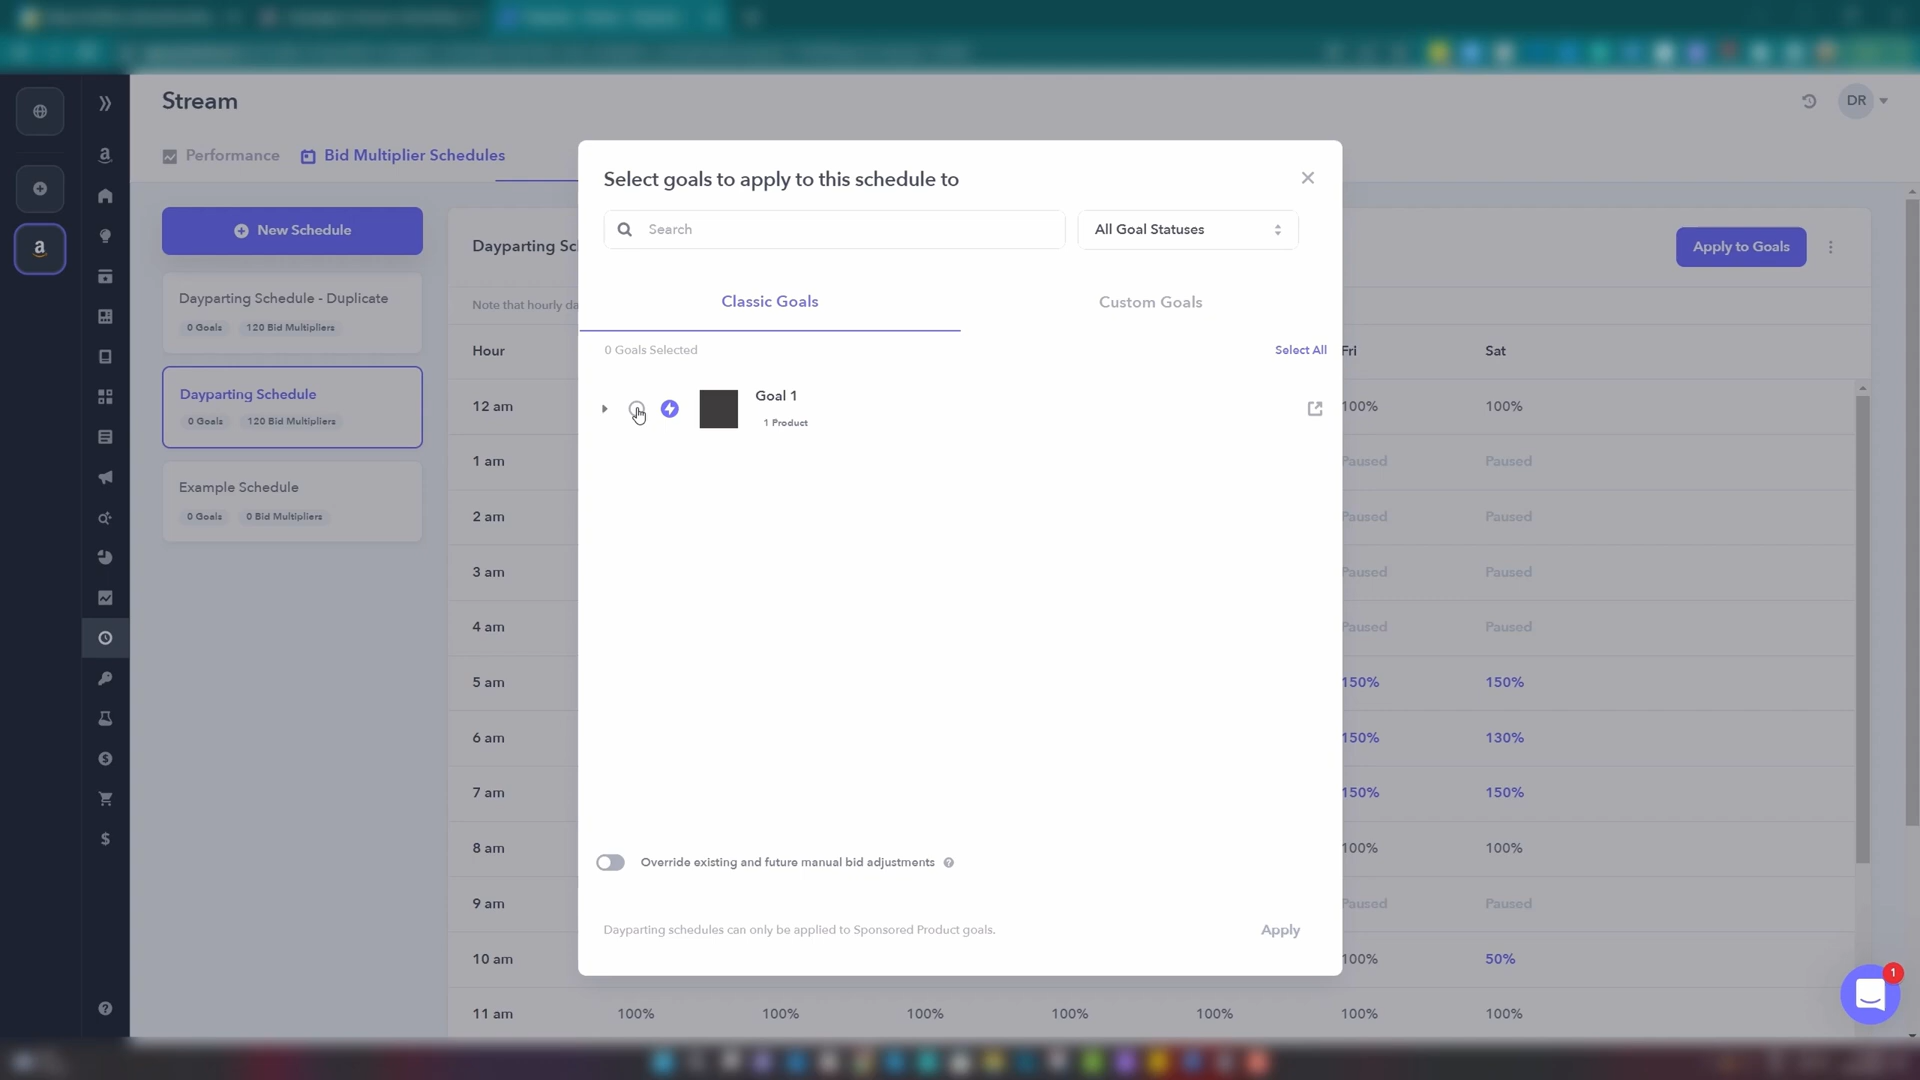 Stream
DR
Performance
Bid Multiplier Schedules
New Schedule
Dayparting Schedule - Duplicate
0 Goals 120 Bid Multipliers
Dayparting Schedule
0 Goals 120 Bid Multipliers
Example Schedule
0 Goals 0 Bid Multipliers
Dayparting Sc
Apply to Goals
Note that hourly da
Hour Fri Sat
12 am 100% 100%
1 am Paused Paused
2 am Paused Paused
3 am Paused Paused
4 am Paused Paused
5 am 150% 150%
6 am 150% 130%
7 am 150% 150%
8 am 100% 100%
9 am Paused Paused
10 am 100% 50%
11 am 100% 100% 100% 100% 100% 100% 100%
Select goals to apply to this schedule to
Search
All Goal Statuses
Classic Goals
Custom Goals
0 Goals Selected
Select All
Goal 1
1 Product
Override existing and future manual bid adjustments
Dayparting schedules can only be applied to Sponsored Product goals.
Apply
1